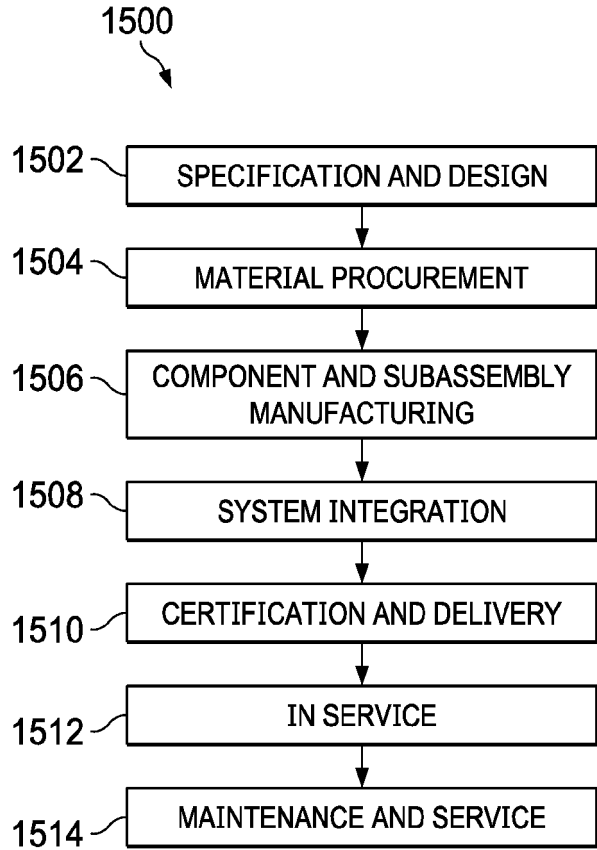 1500
1502
SPECIFICATION AND DESIGN
1504
MATERIAL PROCUREMENT
1506
COMPONENT AND SUBASSEMBLY
MANUFACTURING
1508
SYSTEM INTEGRATION
1510
CERTIFICATION AND DELIVERY
1512
IN SERVICE
1514
MAINTENANCE AND SERVICE